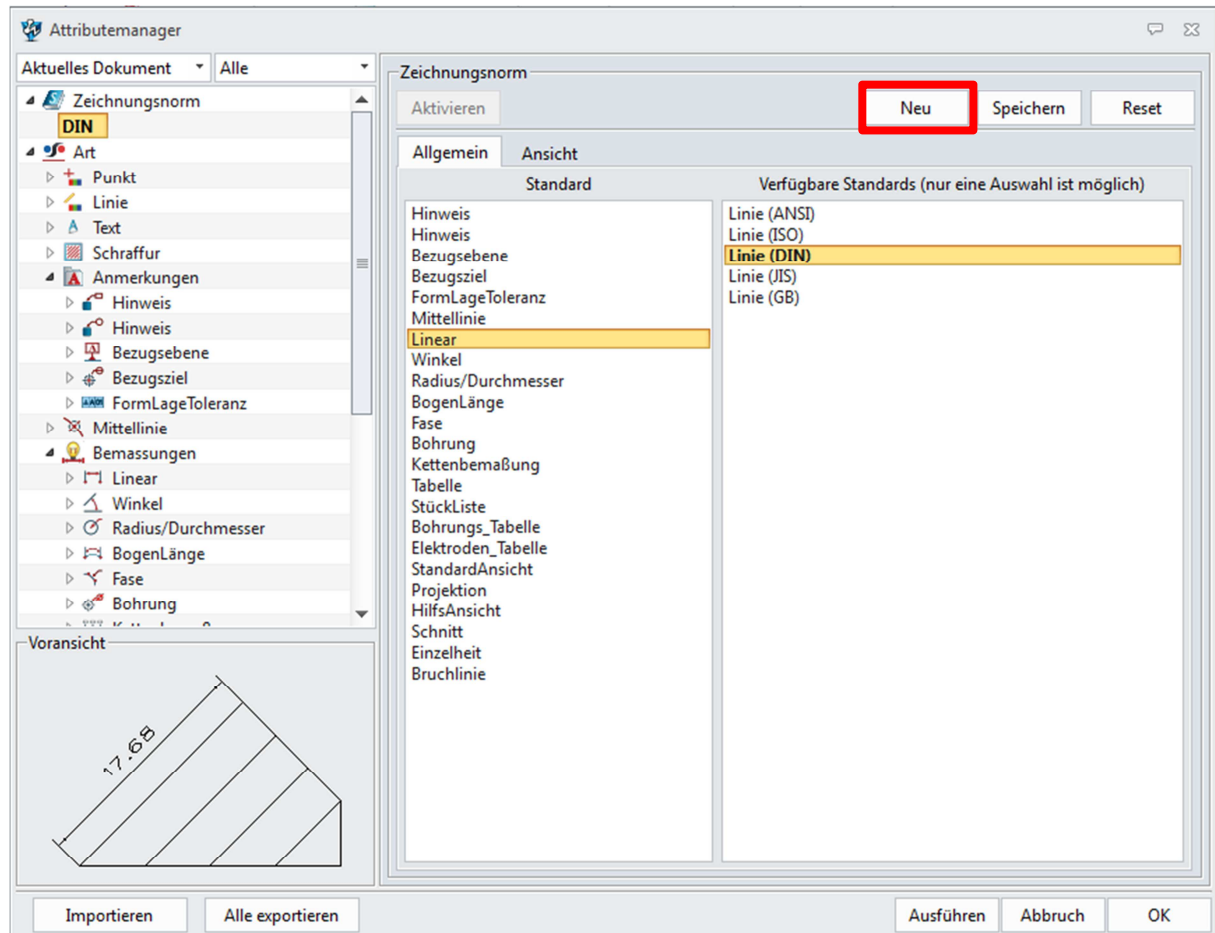 Attributemanager
Aktuelles Dokument Alle
Zeichnungsnorm
DIN
Art
Punkt
Linie
Text
Schraffur
Anmerkungen
Hinweis
Hinweis
Bezugsebene
Bezugsziel
FormLageToleranz
Mittellinie
Bemassungen
Linear
Winkel
Radius/Durchmesser
BogenLänge
Fase
Bohrung
Voransicht
17.68
Zeichnungsnorm
Aktivieren Neu Speichern Reset
Allgemein Ansicht
Standard
Hinweis
Hinweis
Bezugsebene
Bezugsziel
FormLageToleranz
Mittellinie
Linear
Winkel
Radius/Durchmesser
BogenLänge
Fase
Bohrung
Kettenbemaßung
Tabelle
StückListe
Bohrungs_Tabelle
Elektroden_Tabelle
StandardAnsicht
Projektion
HilfsAnsicht
Schnitt
Einzelheit
Bruchlinie
Verfügbare Standards (nur eine Auswahl ist möglich)
Linie (ANSI)
Linie (ISO)
Linie (DIN)
Linie (JIS)
Linie (GB)
Importieren Alle exportieren Ausführen Abbruch OK